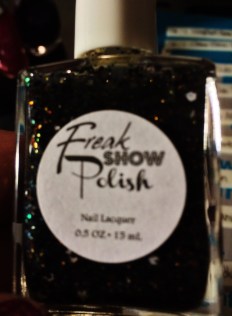 Freak
SHOW
Polish
Nail Lacquer
0.5 OZ • 15 mL